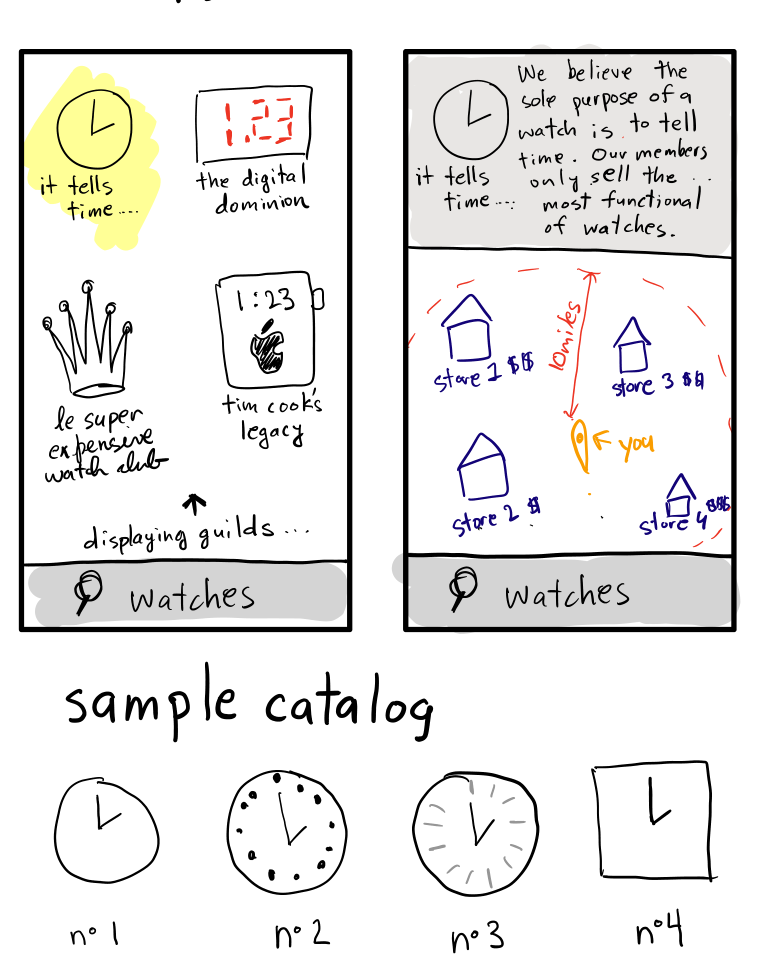 it tells
time....
the digital
dominion
1.23
le super
expensive
watch club
1:23
tim cook's
legacy
displaying guilds...
watches
it tells
time...
We believe the
sole purpose of a
watch is to tell
time. Our members
only sell the
most functional
of watches.
10 miles
store 1 $$
store 3 $$
you
store 2 $
store 4 $$$
watches
sample catalog
n° 1
n° 2
n° 3
n° 4